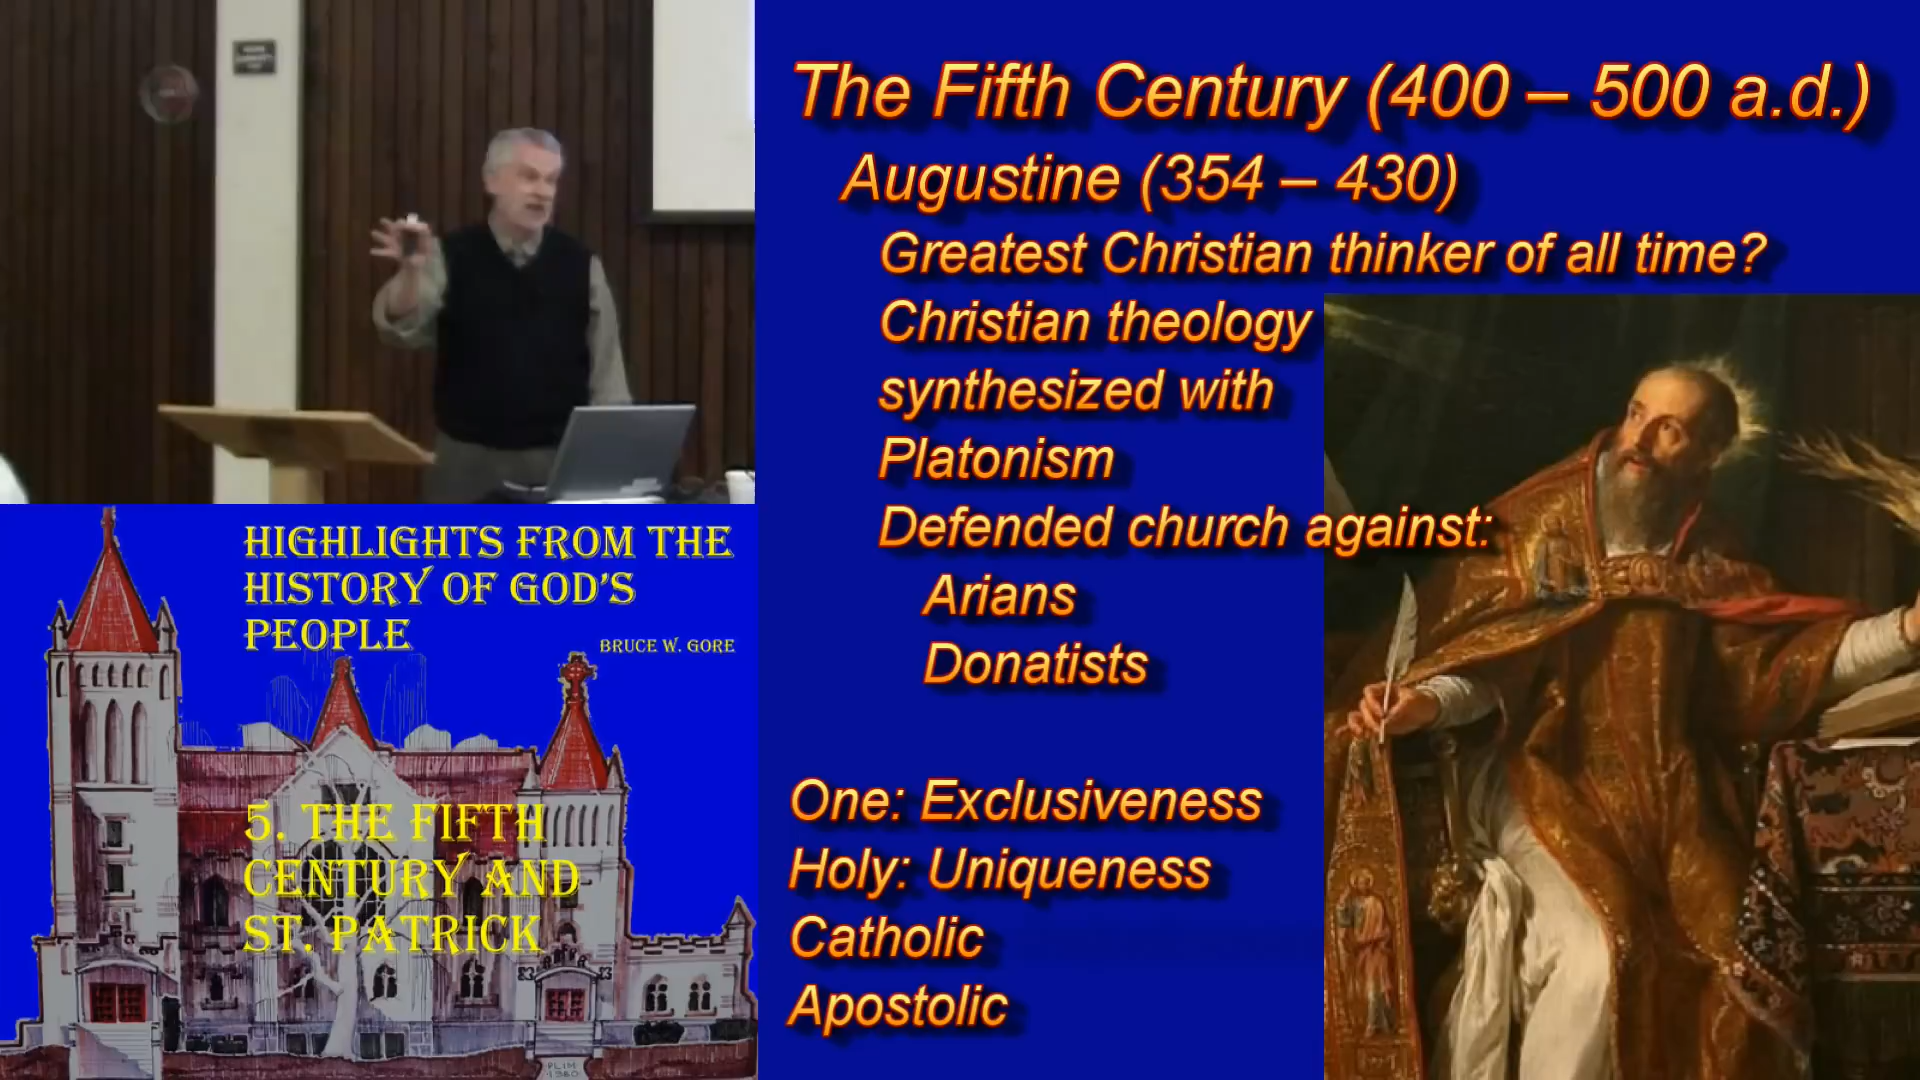 The Fifth Century (400 – 500 a.d.)
Augustine (354 – 430)
Greatest Christian thinker of all time?
Christian theology
synthesized with
Platonism
Defended church against:
Arians
Donatists
One: Exclusiveness
Holy: Uniqueness
Catholic
Apostolic
HIGHLIGHTS FROM THE
HISTORY OF GOD'S
PEOPLE
BRUCE W. GORE
5. THE FIFTH
CENTURY AND
ST. PATRICK